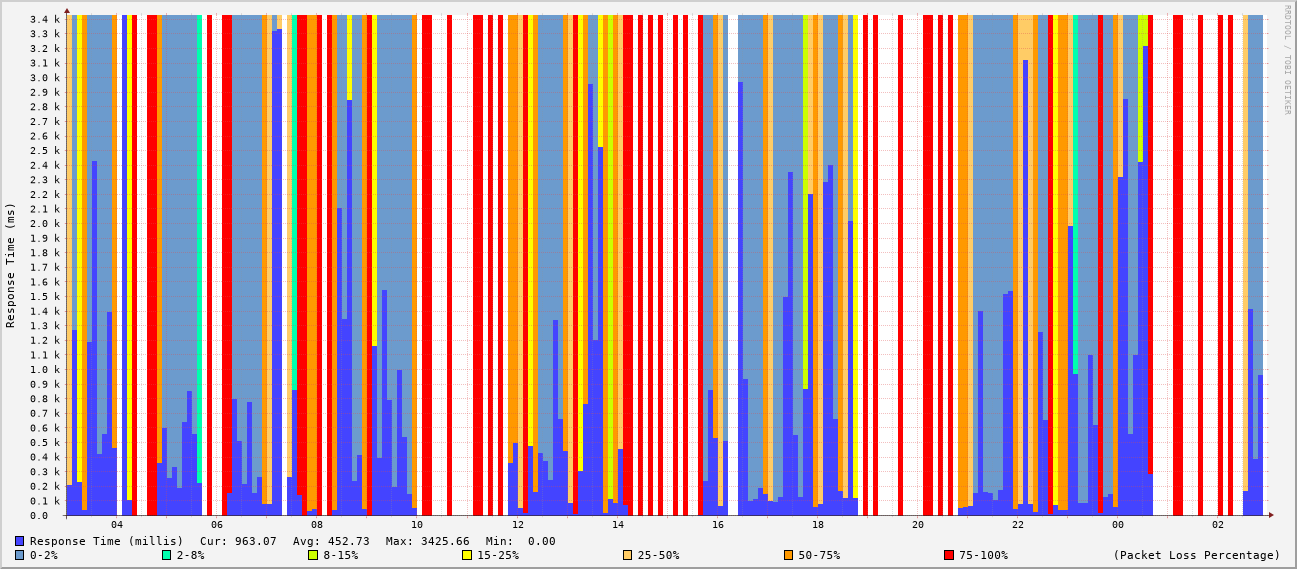 3.4 k
3.3 k
3.2 k
3.1 k
3.0 k
2.9 k
2.8 k
2.7 k
2.6 k
2.5 k
2.4 k
2.3 k
2.2 k
2.1 k
2.0 k
1.9 k
1.8 k
1.7 k
1.6 k
1.5 k
1.4 k
1.3 k
1.2 k
1.1 k
1.0 k
0.9 k
0.8 k
0.7 k
0.6 k
0.5 k
0.4 k
0.3 k
0.2 k
0.1 k
0.0
Response Time (ms)
RRDTOOL / TOBI OETIKER
04 06 08 10 12 14 16 18 20 22 00 02
Response Time (millis) Cur: 963.07 Avg: 452.73 Max: 3425.66 Min: 0.00
0-2% 2-8% 8-15% 15-25% 25-50% 50-75% 75-100% (Packet Loss Percentage)